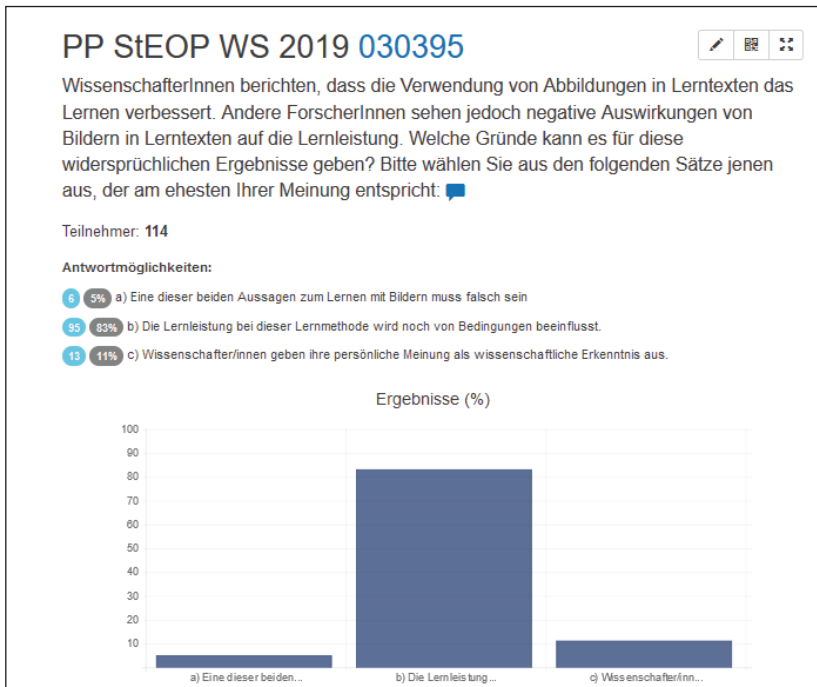 PP StEOP WS 2019 030395
WissenschafterInnen berichten, dass die Verwendung von Abbildungen in Lerntexten das
Lernen verbessert. Andere ForscherInnen sehen jedoch negative Auswirkungen von
Bildern in Lerntexten auf die Lernleistung. Welche Gründe kann es für diese
widersprüchlichen Ergebnisse geben? Bitte wählen Sie aus den folgenden Sätze jenen
aus, der am ehesten Ihrer Meinung entspricht:
Teilnehmer: 114
Antwortmöglichkeiten:
6 5% a) Eine dieser beiden Aussagen zum Lernen mit Bildern muss falsch sein
95 83% b) Die Lernleistung bei dieser Lernmethode wird noch von Bedingungen beeinflusst.
13 11% c) Wissenschafter/innen geben ihre persönliche Meinung als wissenschaftliche Erkenntnis aus.
Ergebnisse (%)
100
90
80
70
60
50
40
30
20
10
a) Eine dieser beiden... b) Die Lernleistung... c) Wissenschafter/inn...